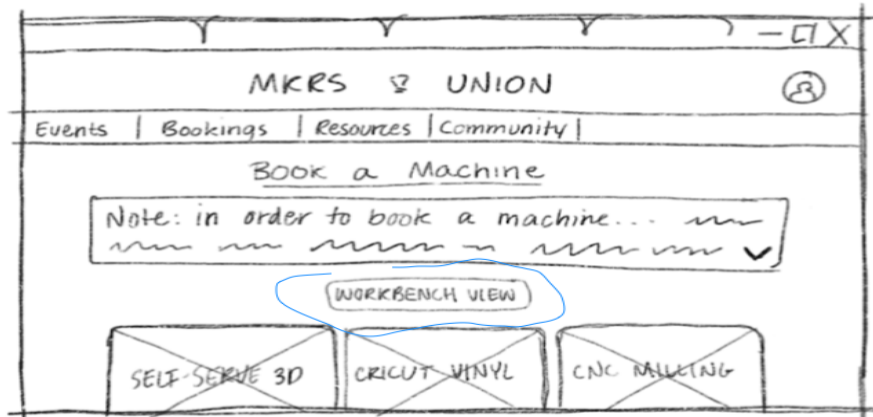 MKRS & UNION
Events | Bookings | Resources | Community |
Book a Machine
Note: in order to book a machine...
WORKBENCH VIEW
SELF-SERVE 3D
CRICUT VINYL
CNC MILLING